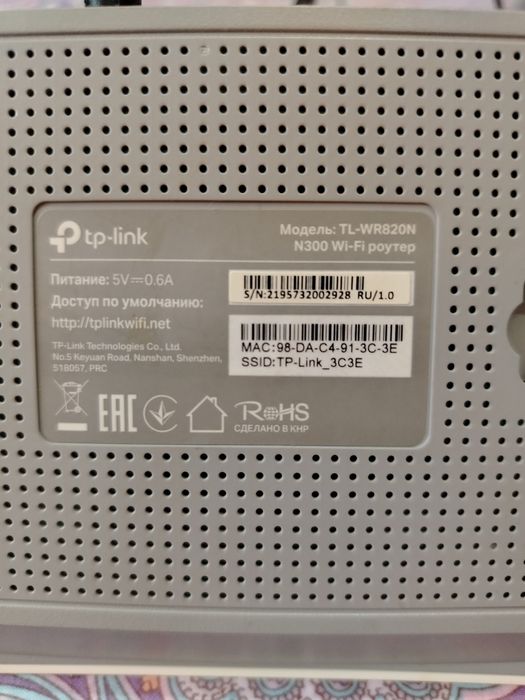 tp-link
Модель: TL-WR820N
N300 Wi-Fi роутер
Питание: 5V⎓0.6A
Доступ по умолчанию:
http://tplinkwifi.net
TP-Link Technologies Co., Ltd.
No.5 Keyuan Road, Nanshan, Shenzhen,
518057, PRC
S/N:2195732002928 RU/1.0
MAC:98-DA-C4-91-3C-3E
SSID:TP-Link_3C3E
EAC
RoHS
СДЕЛАНО В КНР